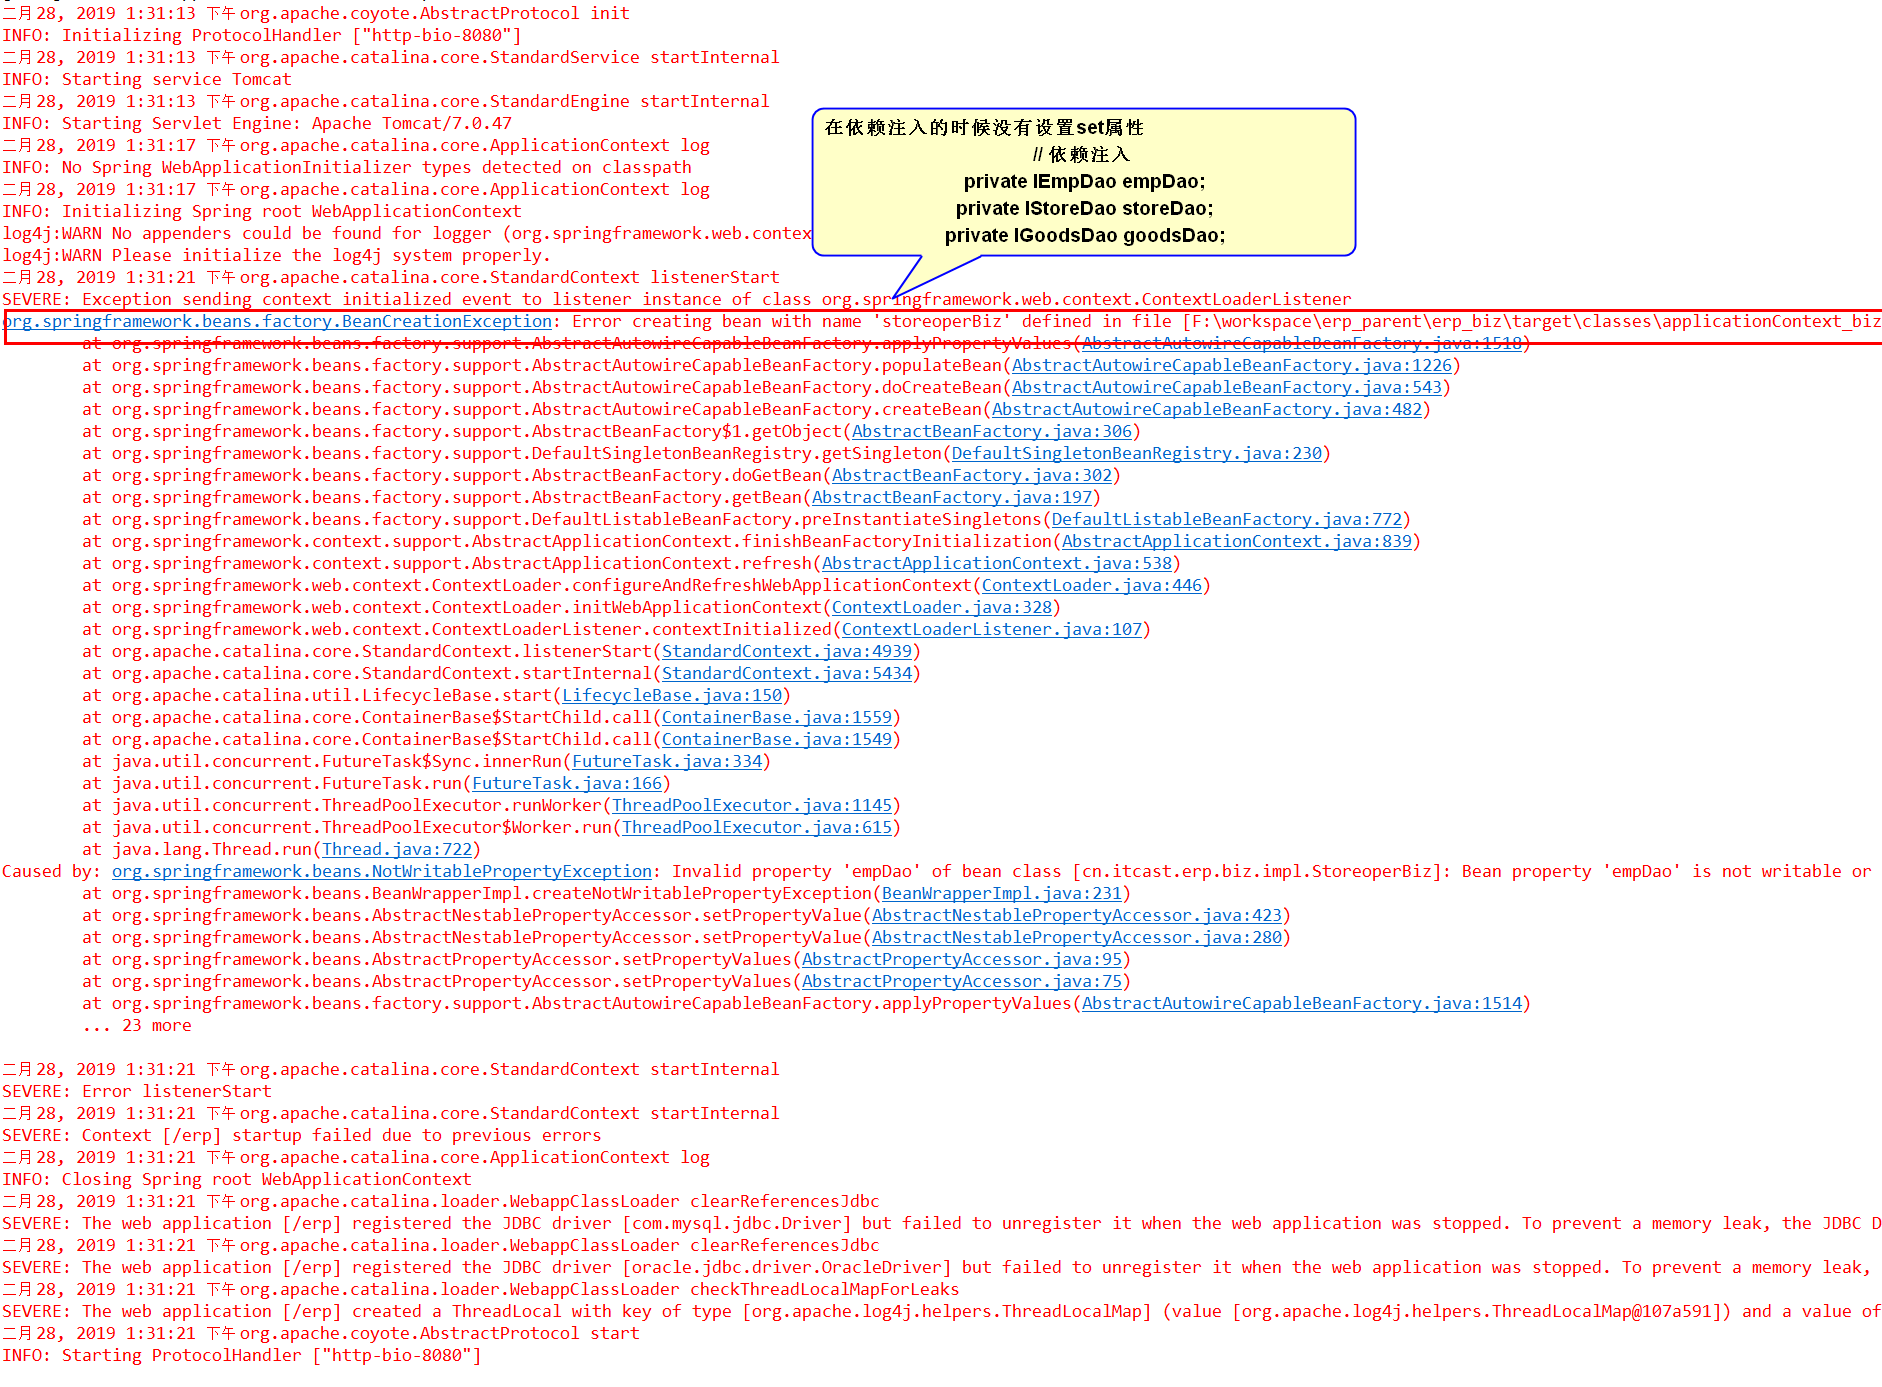 二月 28, 2019 1:31:13 下午 org.apache.coyote.AbstractProtocol init
INFO: Initializing ProtocolHandler ["http-bio-8080"]
二月 28, 2019 1:31:13 下午 org.apache.catalina.core.StandardService startInternal
INFO: Starting service Tomcat
二月 28, 2019 1:31:13 下午 org.apache.catalina.core.StandardEngine startInternal
INFO: Starting Servlet Engine: Apache Tomcat/7.0.47
二月 28, 2019 1:31:17 下午 org.apache.catalina.core.ApplicationContext log
INFO: No Spring WebApplicationInitializer types detected on classpath
二月 28, 2019 1:31:17 下午 org.apache.catalina.core.ApplicationContext log
INFO: Initializing Spring root WebApplicationContext
log4j:WARN No appenders could be found for logger (org.springframework.web.contex
log4j:WARN Please initialize the log4j system properly.
在依赖注入的时候没有设置set属性
// 依赖注入
private IEmpDao empDao;
private IStoreDao storeDao;
private IGoodsDao goodsDao;
二月 28, 2019 1:31:21 下午 org.apache.catalina.core.StandardContext listenerStart
SEVERE: Exception sending context initialized event to listener instance of class org.springframework.web.context.ContextLoaderListener
org.springframework.beans.factory.BeanCreationException: Error creating bean with name 'storeoperBiz' defined in file [F:\workspace\erp_parent\erp_biz\target\classes\applicationContext_biz
at org.springframework.beans.factory.support.AbstractAutowireCapableBeanFactory.applyPropertyValues(AbstractAutowireCapableBeanFactory.java:1518)
at org.springframework.beans.factory.support.AbstractAutowireCapableBeanFactory.populateBean(AbstractAutowireCapableBeanFactory.java:1226)
at org.springframework.beans.factory.support.AbstractAutowireCapableBeanFactory.doCreateBean(AbstractAutowireCapableBeanFactory.java:543)
at org.springframework.beans.factory.support.AbstractAutowireCapableBeanFactory.createBean(AbstractAutowireCapableBeanFactory.java:482)
at org.springframework.beans.factory.support.AbstractBeanFactory$1.getObject(AbstractBeanFactory.java:306)
at org.springframework.beans.factory.support.DefaultSingletonBeanRegistry.getSingleton(DefaultSingletonBeanRegistry.java:230)
at org.springframework.beans.factory.support.AbstractBeanFactory.doGetBean(AbstractBeanFactory.java:302)
at org.springframework.beans.factory.support.AbstractBeanFactory.getBean(AbstractBeanFactory.java:197)
at org.springframework.beans.factory.support.DefaultListableBeanFactory.preInstantiateSingletons(DefaultListableBeanFactory.java:772)
at org.springframework.context.support.AbstractApplicationContext.finishBeanFactoryInitialization(AbstractApplicationContext.java:839)
at org.springframework.context.support.AbstractApplicationContext.refresh(AbstractApplicationContext.java:538)
at org.springframework.web.context.ContextLoader.configureAndRefreshWebApplicationContext(ContextLoader.java:446)
at org.springframework.web.context.ContextLoader.initWebApplicationContext(ContextLoader.java:328)
at org.springframework.web.context.ContextLoaderListener.contextInitialized(ContextLoaderListener.java:107)
at org.apache.catalina.core.StandardContext.listenerStart(StandardContext.java:4939)
at org.apache.catalina.core.StandardContext.startInternal(StandardContext.java:5434)
at org.apache.catalina.util.LifecycleBase.start(LifecycleBase.java:150)
at org.apache.catalina.core.ContainerBase$StartChild.call(ContainerBase.java:1559)
at org.apache.catalina.core.ContainerBase$StartChild.call(ContainerBase.java:1549)
at java.util.concurrent.FutureTask$Sync.innerRun(FutureTask.java:334)
at java.util.concurrent.FutureTask.run(FutureTask.java:166)
at java.util.concurrent.ThreadPoolExecutor.runWorker(ThreadPoolExecutor.java:1145)
at java.util.concurrent.ThreadPoolExecutor$Worker.run(ThreadPoolExecutor.java:615)
at java.lang.Thread.run(Thread.java:722)
Caused by: org.springframework.beans.NotWritablePropertyException: Invalid property 'empDao' of bean class [cn.itcast.erp.biz.impl.StoreoperBiz]: Bean property 'empDao' is not writable or
at org.springframework.beans.BeanWrapperImpl.createNotWritablePropertyException(BeanWrapperImpl.java:231)
at org.springframework.beans.AbstractNestablePropertyAccessor.setPropertyValue(AbstractNestablePropertyAccessor.java:423)
at org.springframework.beans.AbstractNestablePropertyAccessor.setPropertyValue(AbstractNestablePropertyAccessor.java:280)
at org.springframework.beans.AbstractPropertyAccessor.setPropertyValues(AbstractPropertyAccessor.java:95)
at org.springframework.beans.AbstractPropertyAccessor.setPropertyValues(AbstractPropertyAccessor.java:75)
at org.springframework.beans.factory.support.AbstractAutowireCapableBeanFactory.applyPropertyValues(AbstractAutowireCapableBeanFactory.java:1514)
... 23 more
二月 28, 2019 1:31:21 下午 org.apache.catalina.core.StandardContext startInternal
SEVERE: Error listenerStart
二月 28, 2019 1:31:21 下午 org.apache.catalina.core.StandardContext startInternal
SEVERE: Context [/erp] startup failed due to previous errors
二月 28, 2019 1:31:21 下午 org.apache.catalina.core.ApplicationContext log
INFO: Closing Spring root WebApplicationContext
二月 28, 2019 1:31:21 下午 org.apache.catalina.loader.WebappClassLoader clearReferencesJdbc
SEVERE: The web application [/erp] registered the JDBC driver [com.mysql.jdbc.Driver] but failed to unregister it when the web application was stopped. To prevent a memory leak, the JDBC D
二月 28, 2019 1:31:21 下午 org.apache.catalina.loader.WebappClassLoader clearReferencesJdbc
SEVERE: The web application [/erp] registered the JDBC driver [oracle.jdbc.driver.OracleDriver] but failed to unregister it when the web application was stopped. To prevent a memory leak,
二月 28, 2019 1:31:21 下午 org.apache.catalina.loader.WebappClassLoader checkThreadLocalMapForLeaks
SEVERE: The web application [/erp] created a ThreadLocal with key of type [org.apache.log4j.helpers.ThreadLocalMap] (value [org.apache.log4j.helpers.ThreadLocalMap@107a591]) and a value of
二月 28, 2019 1:31:21 下午 org.apache.coyote.AbstractProtocol start
INFO: Starting ProtocolHandler ["http-bio-8080"]